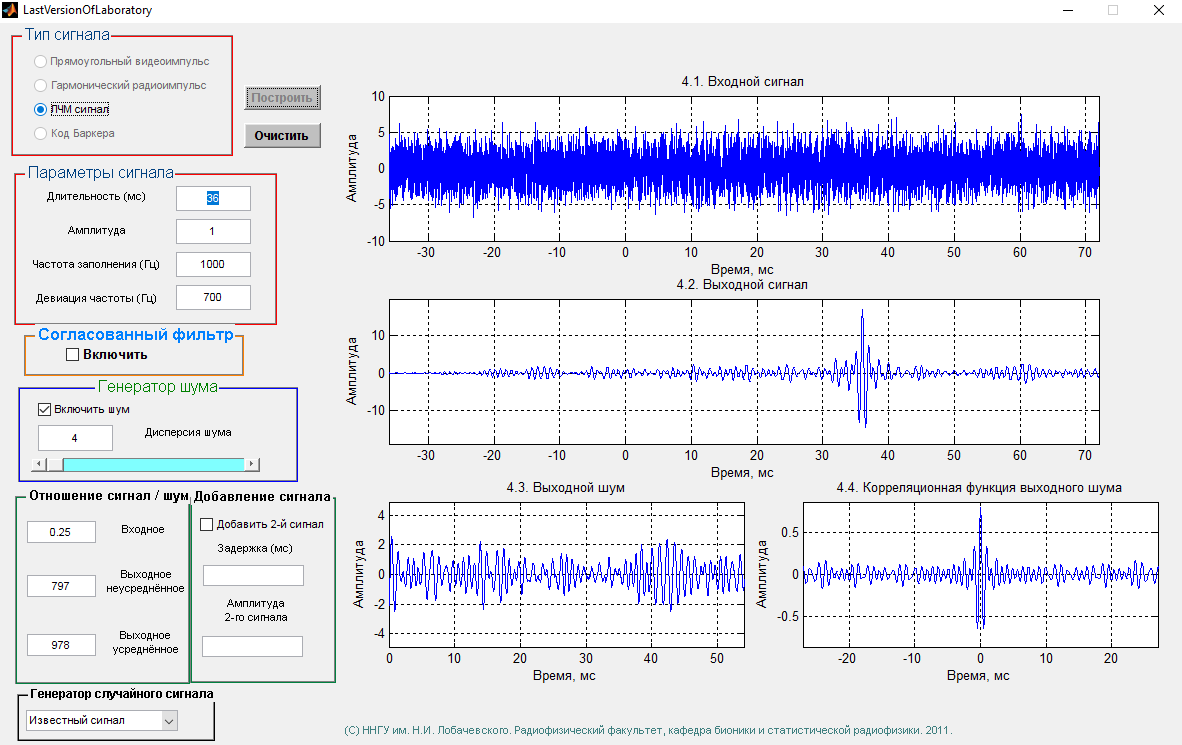 LastVersionOfLaboratory
Тип сигнала
Прямоугольный видеоимпульс
Гармонический радиоимпульс
ЛЧМ сигнал
Код Баркера
Построить
Очистить
Параметры сигнала
Длительность (мс)
36
Амплитуда
1
Частота заполнения (Гц)
1000
Девиация частоты (Гц)
700
Согласованный фильтр
Включить
Генератор шума
Включить шум
4
Дисперсия шума
Отношение сигнал / шум
0.25
Входное
797
Выходное
неусреднённое
978
Выходное
усреднённое
Добавление сигнала
Добавить 2-й сигнал
Задержка (мс)
Амплитуда
2-го сигнала
Генератор случайного сигнала
Известный сигнал
4.1. Входной сигнал
Амплитуда
10
5
0
-5
-10
-30 -20 -10 0 10 20 30 40 50 60 70
Время, мс
4.2. Выходной сигнал
Амплитуда
10
0
-10
-30 -20 -10 0 10 20 30 40 50 60 70
Время, мс
4.3. Выходной шум
Амплитуда
4
2
0
-2
-4
0 10 20 30 40 50
Время, мс
4.4. Корреляционная функция выходного шума
Амплитуда
0.5
0
-0.5
-20 -10 0 10 20
Время, мс
(C) ННГУ им. Н.И. Лобачевского. Радиофизический факультет, кафедра бионики и статистической радиофизики. 2011.